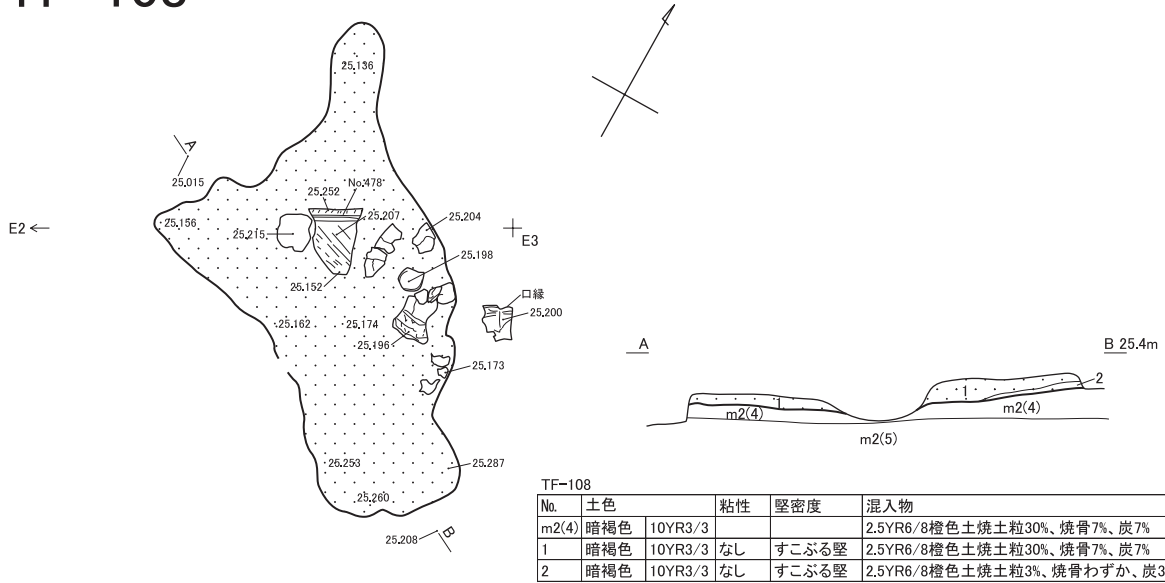 TF-108
25.136
A
25.015
No.478
25.252
25.207
25.204
25.156
E2 ←
25.215
E3
25.198
25.152
口縁
25.200
25.162
25.174
25.196
25.173
A
B 25.4m
1
1
2
m2(4)
m2(4)
m2(5)
25.253
25.287
25.260
25.208
B
TF-108
No. 土色 粘性 堅密度 混入物
m2(4) 暗褐色 10YR3/3 2.5YR6/8橙色土焼土粒30%、焼骨7%、炭7%
1 暗褐色 10YR3/3 なし すこぶる堅 2.5YR6/8橙色土焼土粒30%、焼骨7%、炭7%
2 暗褐色 10YR3/3 なし すこぶる堅 2.5YR6/8橙色土焼土粒3%、焼骨わずか、炭3